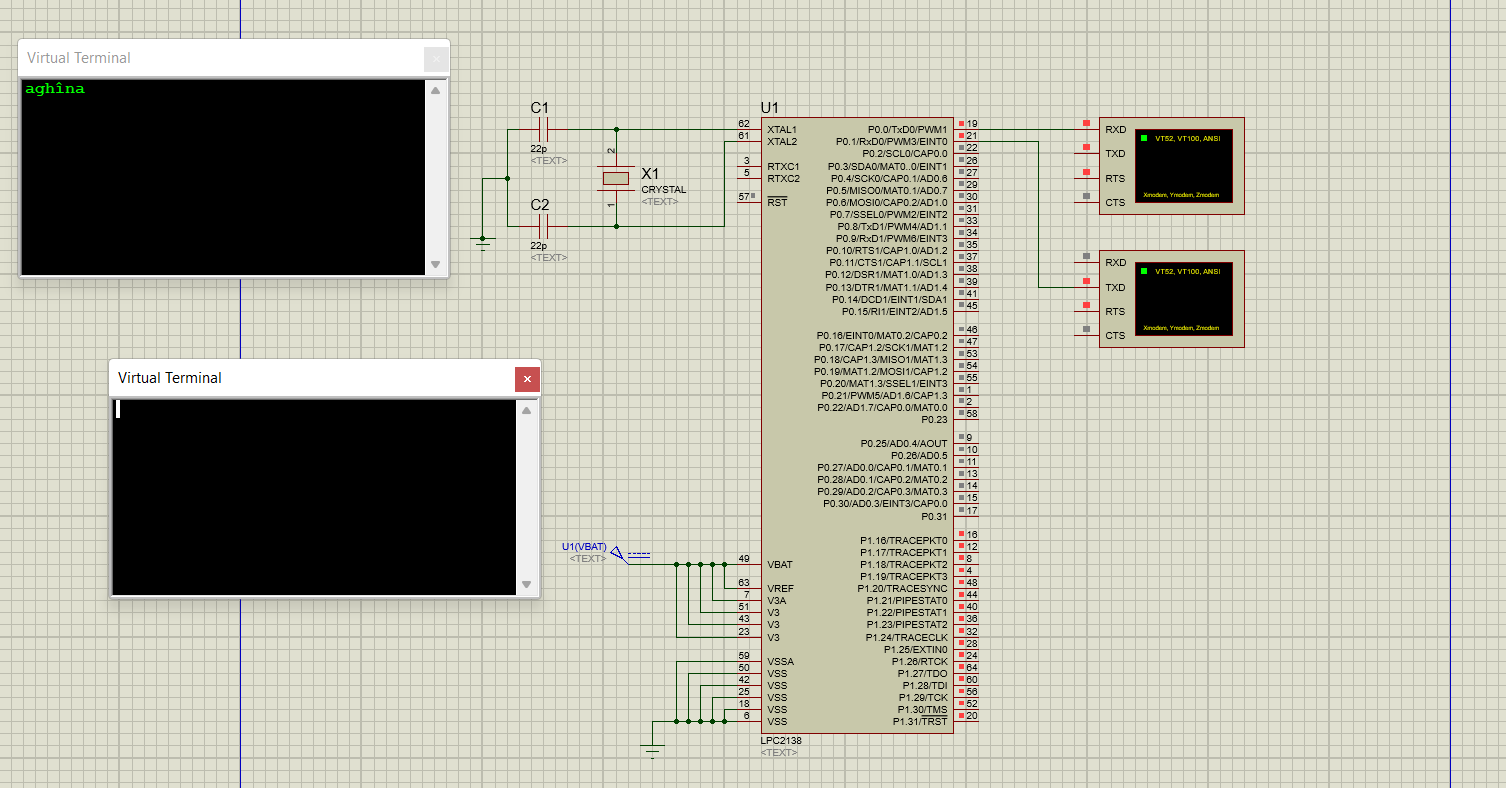 Virtual Terminal
aghîna
Virtual Terminal
C1
22p
<TEXT>
X1
CRYSTAL
<TEXT>
2
1
C2
22p
<TEXT>
U1(VBAT)
<TEXT>
U1
62 XTAL1
61 XTAL2
3 RTXC1
5 RTXC2
57 RST
49 VBAT
63 VREF
7 V3A
51 V3
43 V3
23 V3
59 VSSA
50 VSS
42 VSS
25 VSS
18 VSS
6 VSS
P0.0/TxD0/PWM1 19
P0.1/RxD0/PWM3/EINT0 21
P0.2/SCL0/CAP0.0 22
P0.3/SDA0/MAT0..0/EINT1 26
P0.4/SCK0/CAP0.1/AD0.6 27
P0.5/MISO0/MAT0.1/AD0.7 29
P0.6/MOSI0/CAP0.2/AD1.0 30
P0.7/SSEL0/PWM2/EINT2 31
P0.8/TxD1/PWM4/AD1.1 33
P0.9/RxD1/PWM6/EINT3 34
P0.10/RTS1/CAP1.0/AD1.2 35
P0.11/CTS1/CAP1.1/SCL1 37
P0.12/DSR1/MAT1.0/AD1.3 38
P0.13/DTR1/MAT1.1/AD1.4 39
P0.14/DCD1/EINT1/SDA1 41
P0.15/RI1/EINT2/AD1.5 45
P0.16/EINT0/MAT0.2/CAP0.2 46
P0.17/CAP1.2/SCK1/MAT1.2 47
P0.18/CAP1.3/MISO1/MAT1.3 53
P0.19/MAT1.2/MOSI1/CAP1.2 54
P0.20/MAT1.3/SSEL1/EINT3 55
P0.21/PWM5/AD1.6/CAP1.3 1
P0.22/AD1.7/CAP0.0/MAT0.0 2
P0.23 58
P0.25/AD0.4/AOUT 9
P0.26/AD0.5 10
P0.27/AD0.0/CAP0.1/MAT0.1 11
P0.28/AD0.1/CAP0.2/MAT0.2 13
P0.29/AD0.2/CAP0.3/MAT0.3 14
P0.30/AD0.3/EINT3/CAP0.0 15
P0.31 17
P1.16/TRACEPKT0 16
P1.17/TRACEPKT1 12
P1.18/TRACEPKT2 8
P1.19/TRACEPKT3 4
P1.20/TRACESYNC 48
P1.21/PIPESTAT0 44
P1.22/PIPESTAT1 40
P1.23/PIPESTAT2 36
P1.24/TRACECLK 32
P1.25/EXTIN0 28
P1.26/RTCK 24
P1.27/TDO 64
P1.28/TDI 60
P1.29/TCK 56
P1.30/TMS 52
P1.31/TRST 20
LPC2138
<TEXT>
RXD
TXD
RTS
CTS
VT52, VT100, ANSI
Xmodem, Ymodem, Zmodem
RXD
TXD
RTS
CTS
VT52, VT100, ANSI
Xmodem, Ymodem, Zmodem